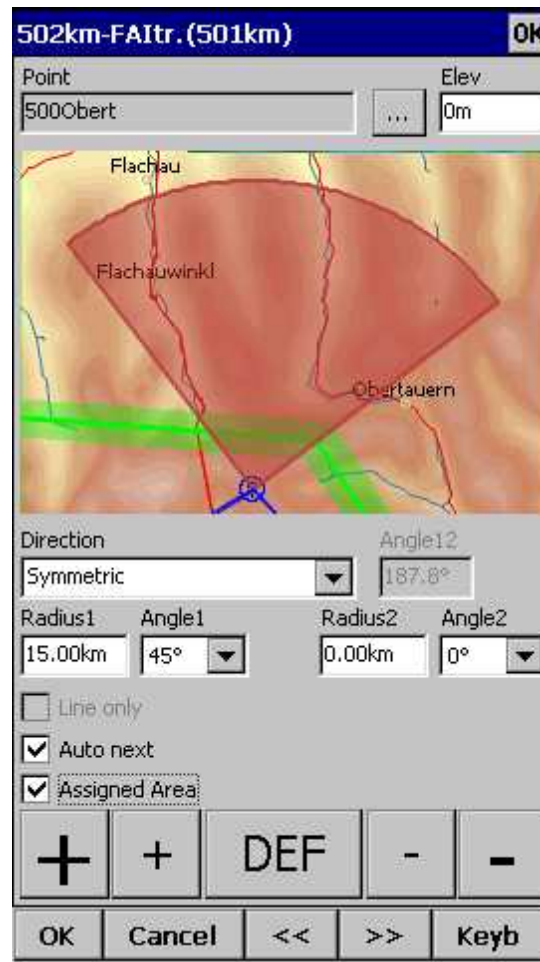 502km-FAItr.(501km) OK
Point Elev
500Obert ... 0m
Flachau
Flachauwinkl
Obertauern
Direction Angle12
Symmetric 187.8°
Radius1 Angle1 Radius2 Angle2
15.00km 45° 0.00km 0°
Line only
Auto next
Assigned Area
+ + DEF - -
OK Cancel << >> Keyb